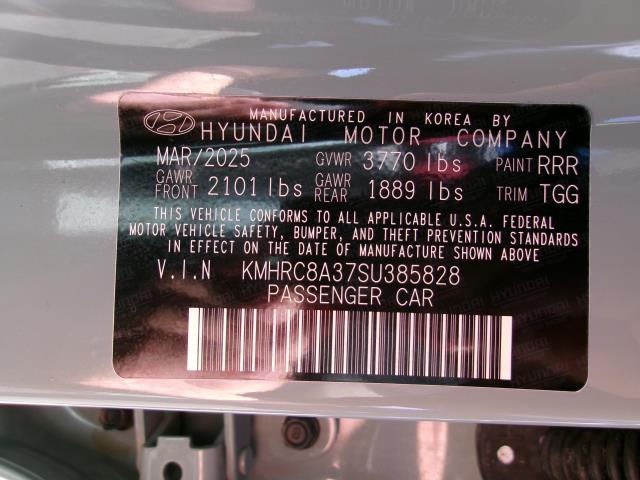 MANUFACTURED IN KOREA BY
HYUNDAI MOTOR COMPANY
MAR/2025 GVWR 3770 lbs PAINT RRR
GAWR FRONT 2101 lbs GAWR REAR 1889 lbs TRIM TGG
THIS VEHICLE CONFORMS TO ALL APPLICABLE U.S.A. FEDERAL
MOTOR VEHICLE SAFETY, BUMPER, AND THEFT PREVENTION STANDARDS
IN EFFECT ON THE DATE OF MANUFACTURE SHOWN ABOVE
V.I.N KMHRC8A37SU385828
PASSENGER CAR